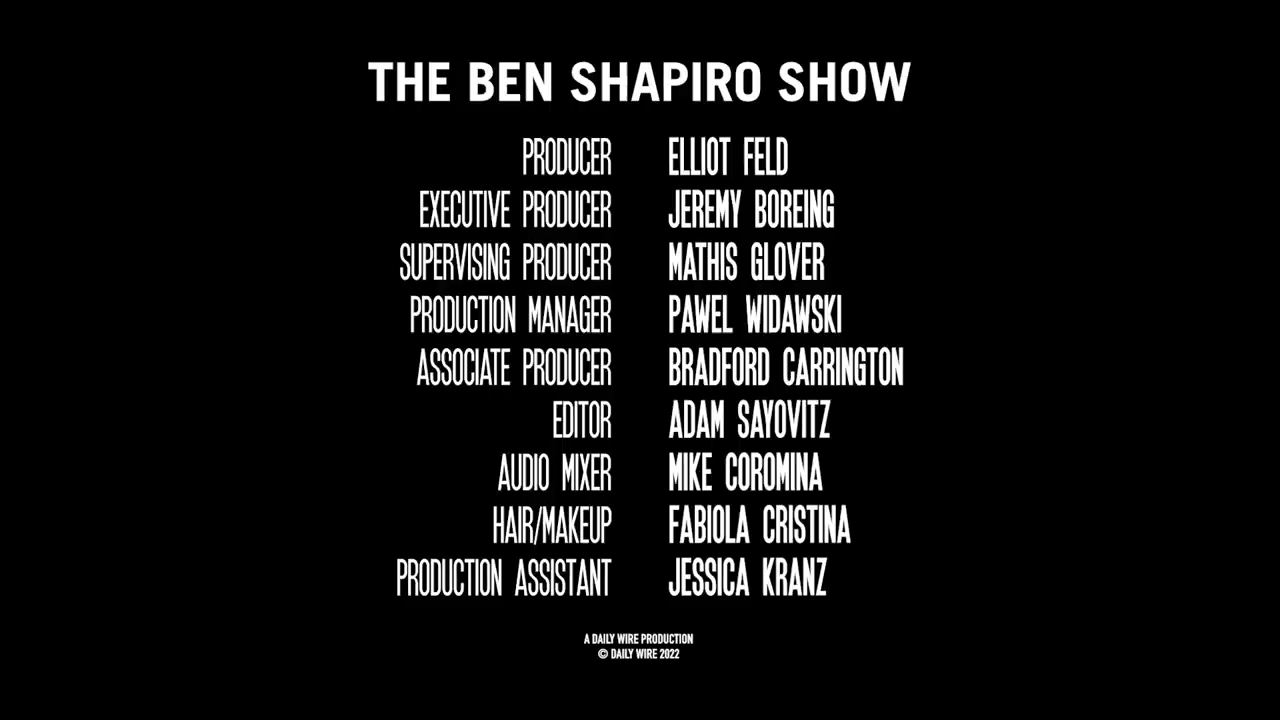 THE BEN SHAPIRO SHOW
PRODUCER ELLIOT FELD
EXECUTIVE PRODUCER JEREMY BOREING
SUPERVISING PRODUCER MATHIS GLOVER
PRODUCTION MANAGER PAWEL WIDAWSKI
ASSOCIATE PRODUCER BRADFORD CARRINGTON
EDITOR ADAM SAYOVITZ
AUDIO MIXER MIKE COROMINA
HAIR/MAKEUP FABIOLA CRISTINA
PRODUCTION ASSISTANT JESSICA KRANZ
A DAILY WIRE PRODUCTION
© DAILY WIRE 2022